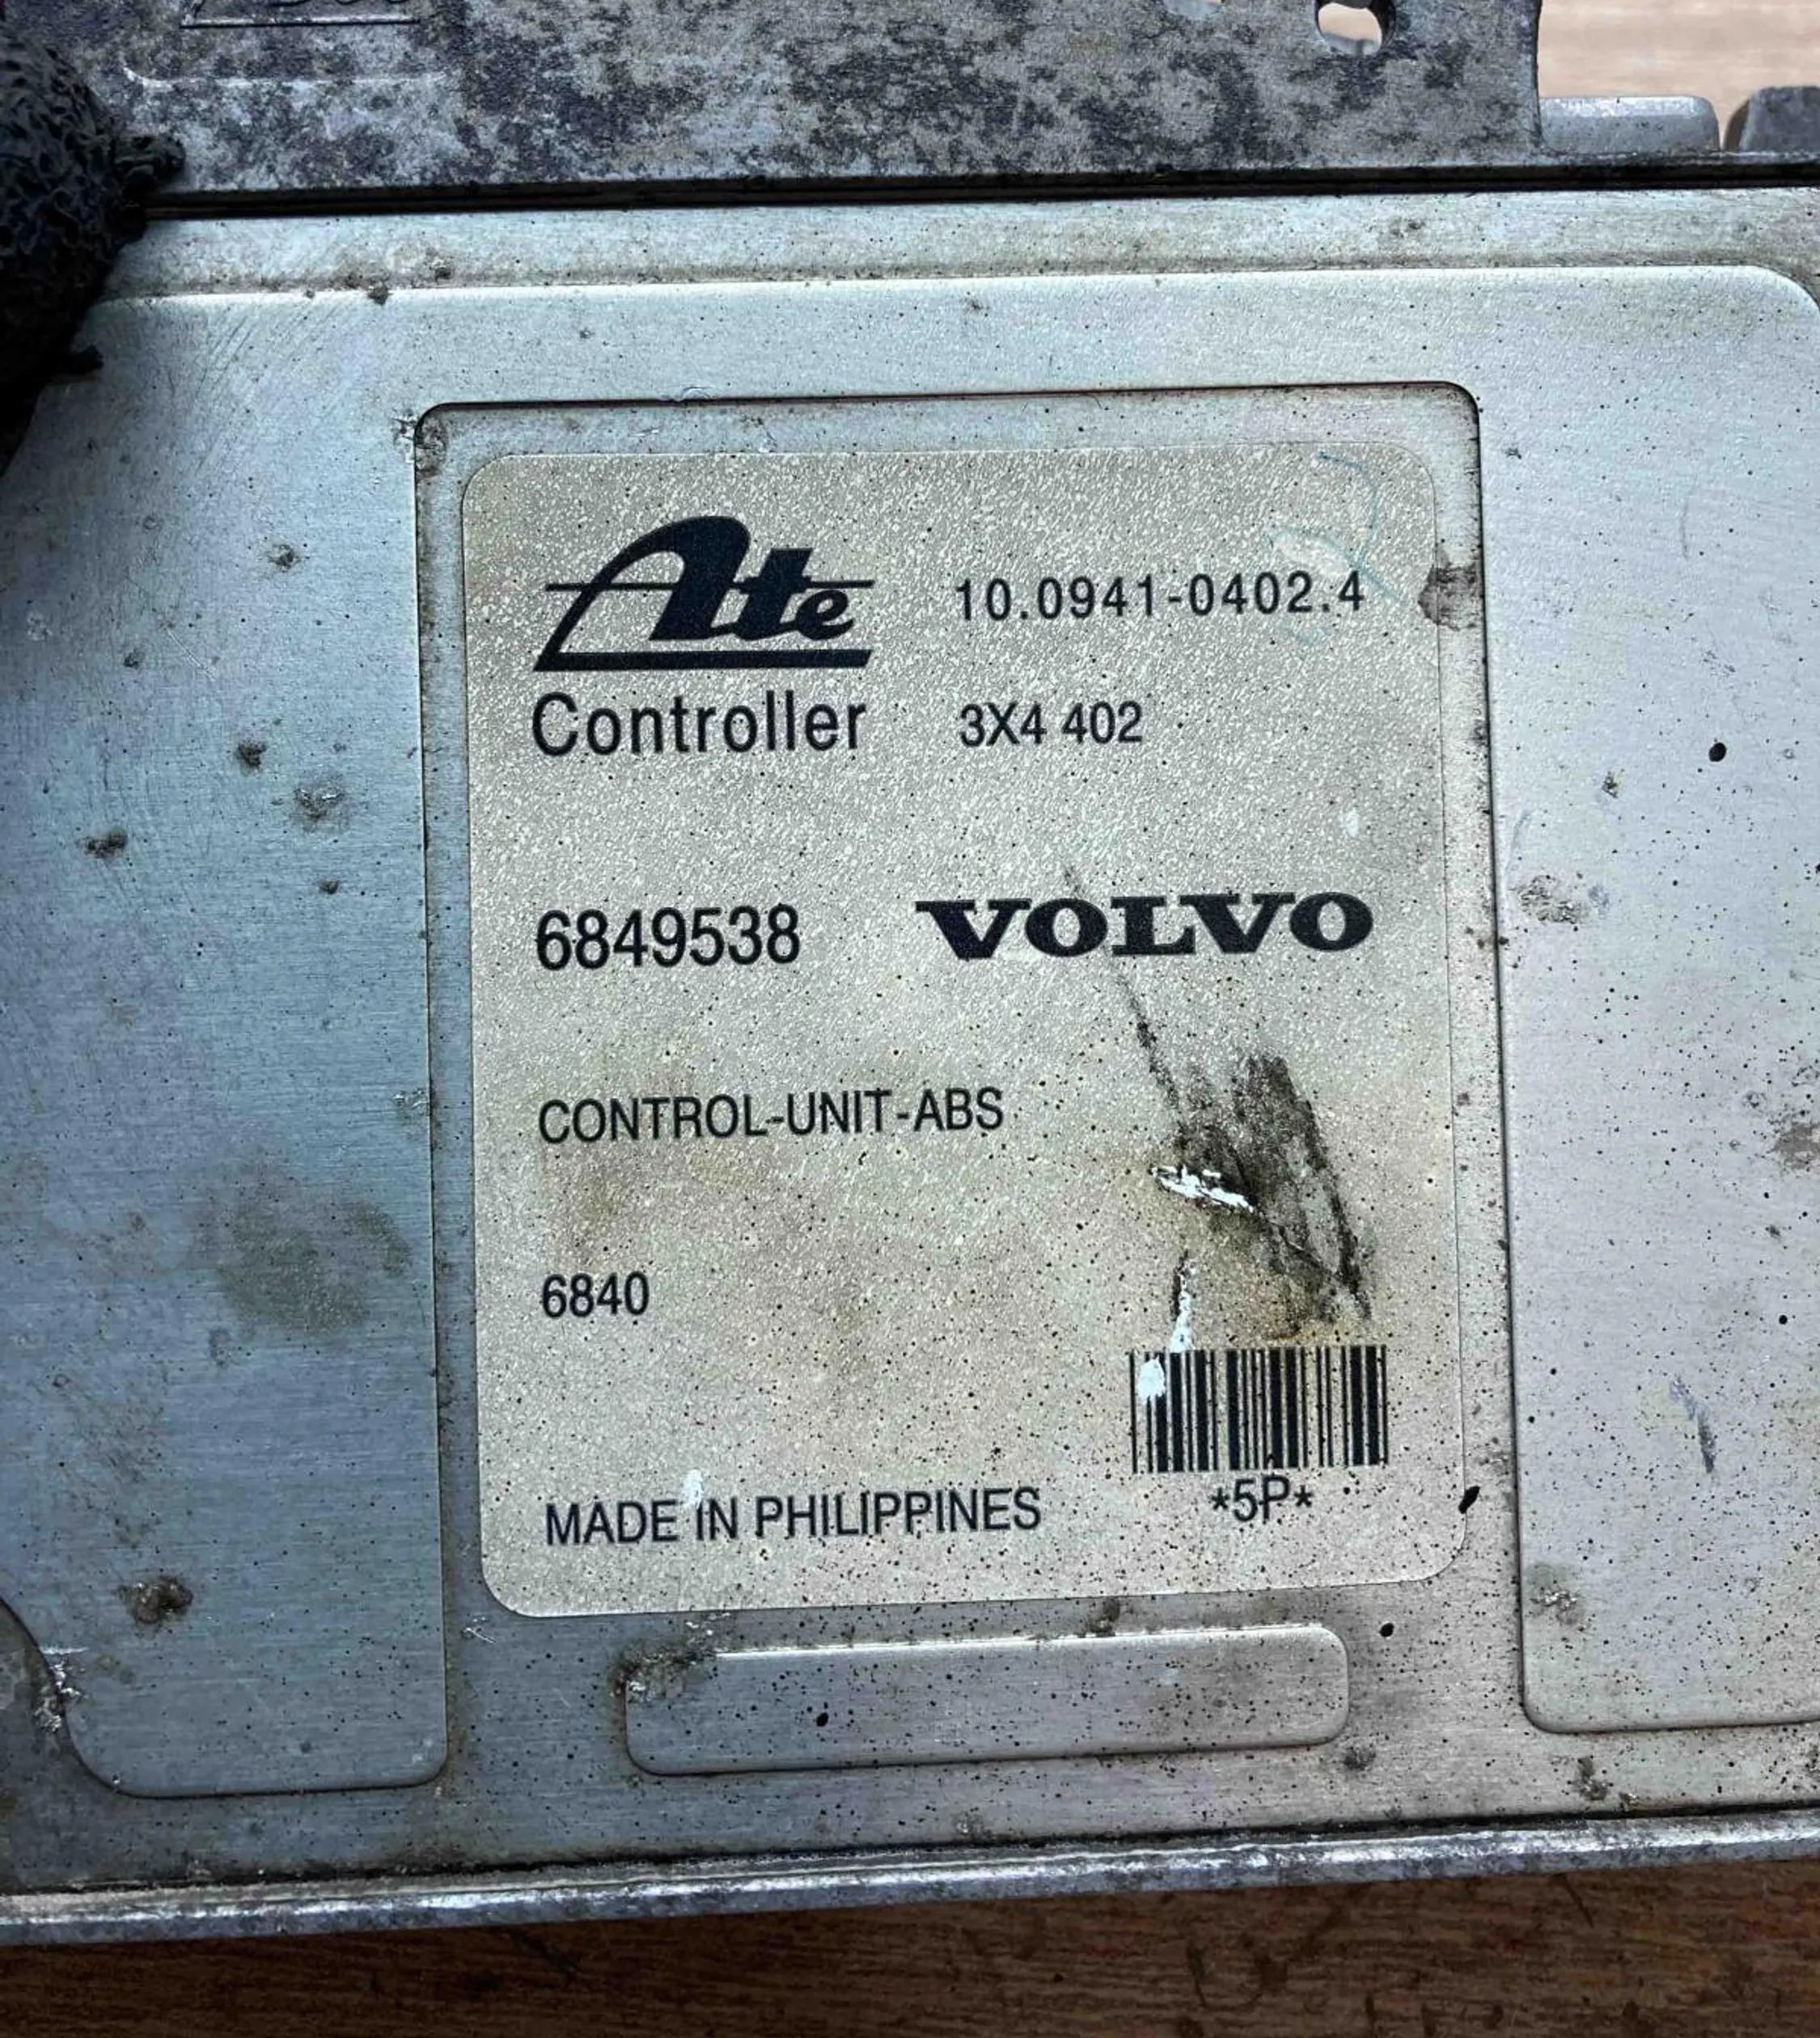 Ate 10.0941-0402.4
Controller 3X4 402
6849538 VOLVO
CONTROL-UNIT-ABS
6840
MADE IN PHILIPPINES *5P*